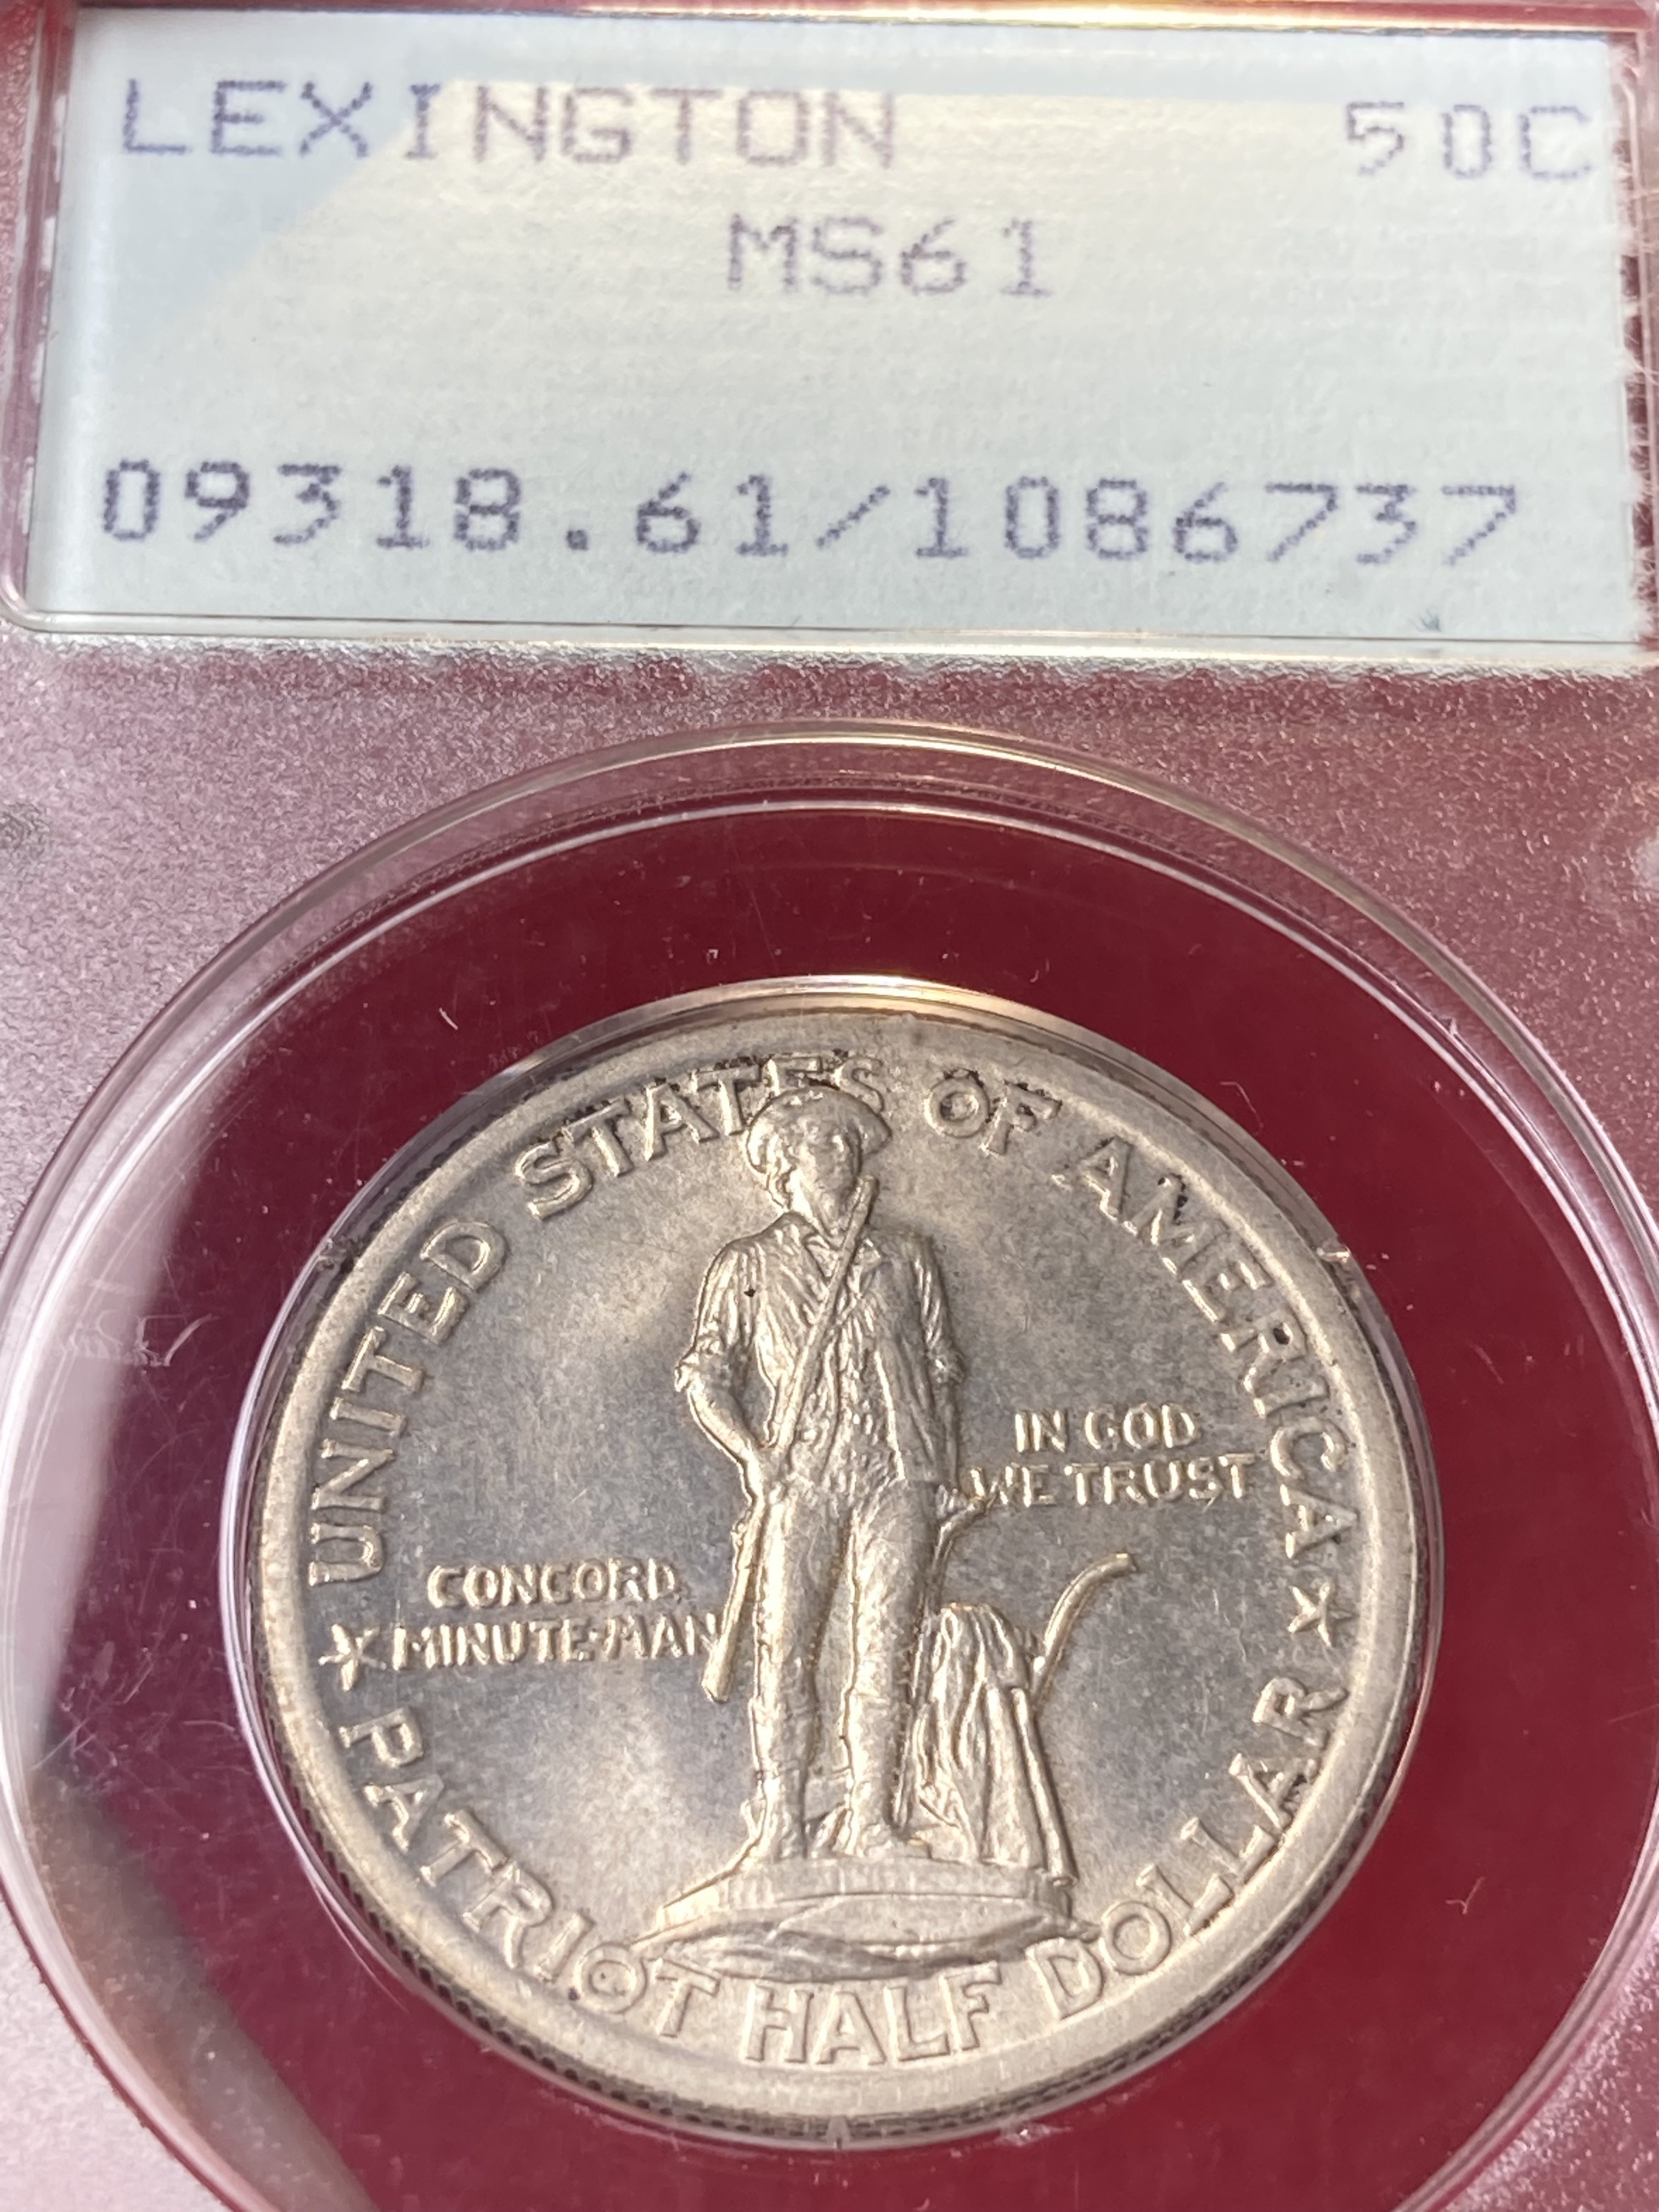 LEXINGTON 50C
MS61
09318.61/1086737
UNITED STATES OF AMERICA
IN GOD
WE TRUST
CONCORD
MINUTE-MAN
PATRIOT HALF DOLLAR